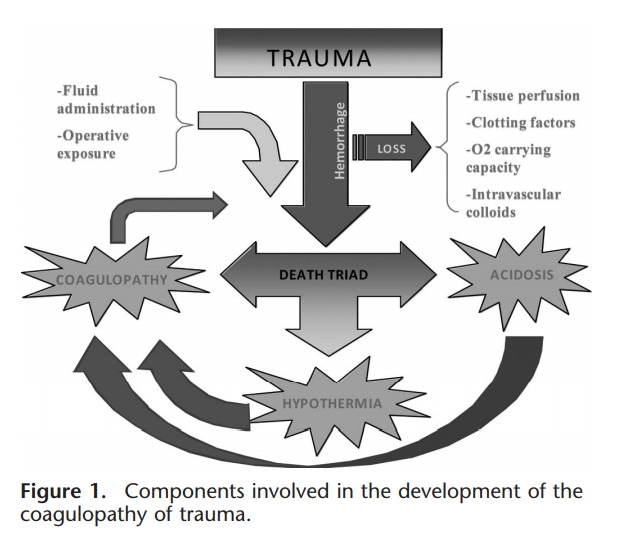 TRAUMA
-Fluid
administration
-Operative
exposure
Hemorrhage
LOSS
-Tissue perfusion
-Clotting factors
-O2 carrying
capacity
-Intravascular
colloids
COAGULOPATHY
DEATH TRIAD
ACIDOSIS
HYPOTHERMIA
Figure 1. Components involved in the development of the
coagulopathy of trauma.